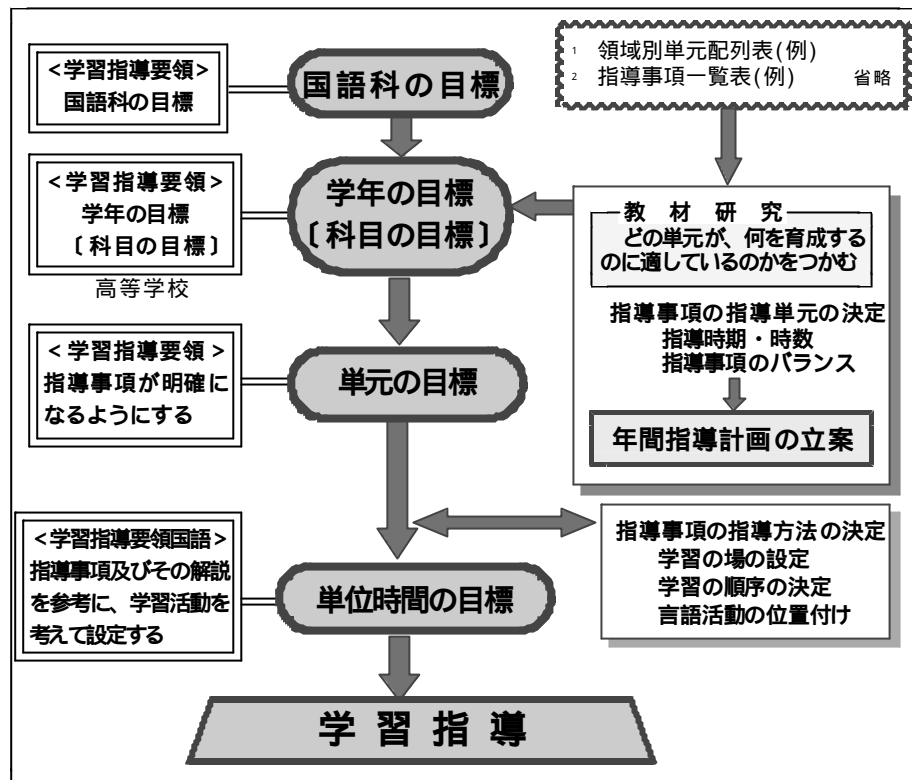 <学習指導要領>
国語科の目標
国語科の目標
1 領域別単元配列表(例)
2 指導事項一覧表(例) 省略
<学習指導要領>
学年の目標
〔科目の目標〕
高等学校
学年の目標
〔科目の目標〕
教材研究
どの単元が、何を育成する
のに適しているのかをつかむ
指導事項の指導単元の決定
指導時期・時数
指導事項のバランス
年間指導計画の立案
<学習指導要領>
指導事項が明確に
なるようにする
単元の目標
<学習指導要領国語>
指導事項及びその解説
を参考に、学習活動を
考えて設定する
単位時間の目標
指導事項の指導方法の決定
学習の場の設定
学習の順序の決定
言語活動の位置付け
学習指導